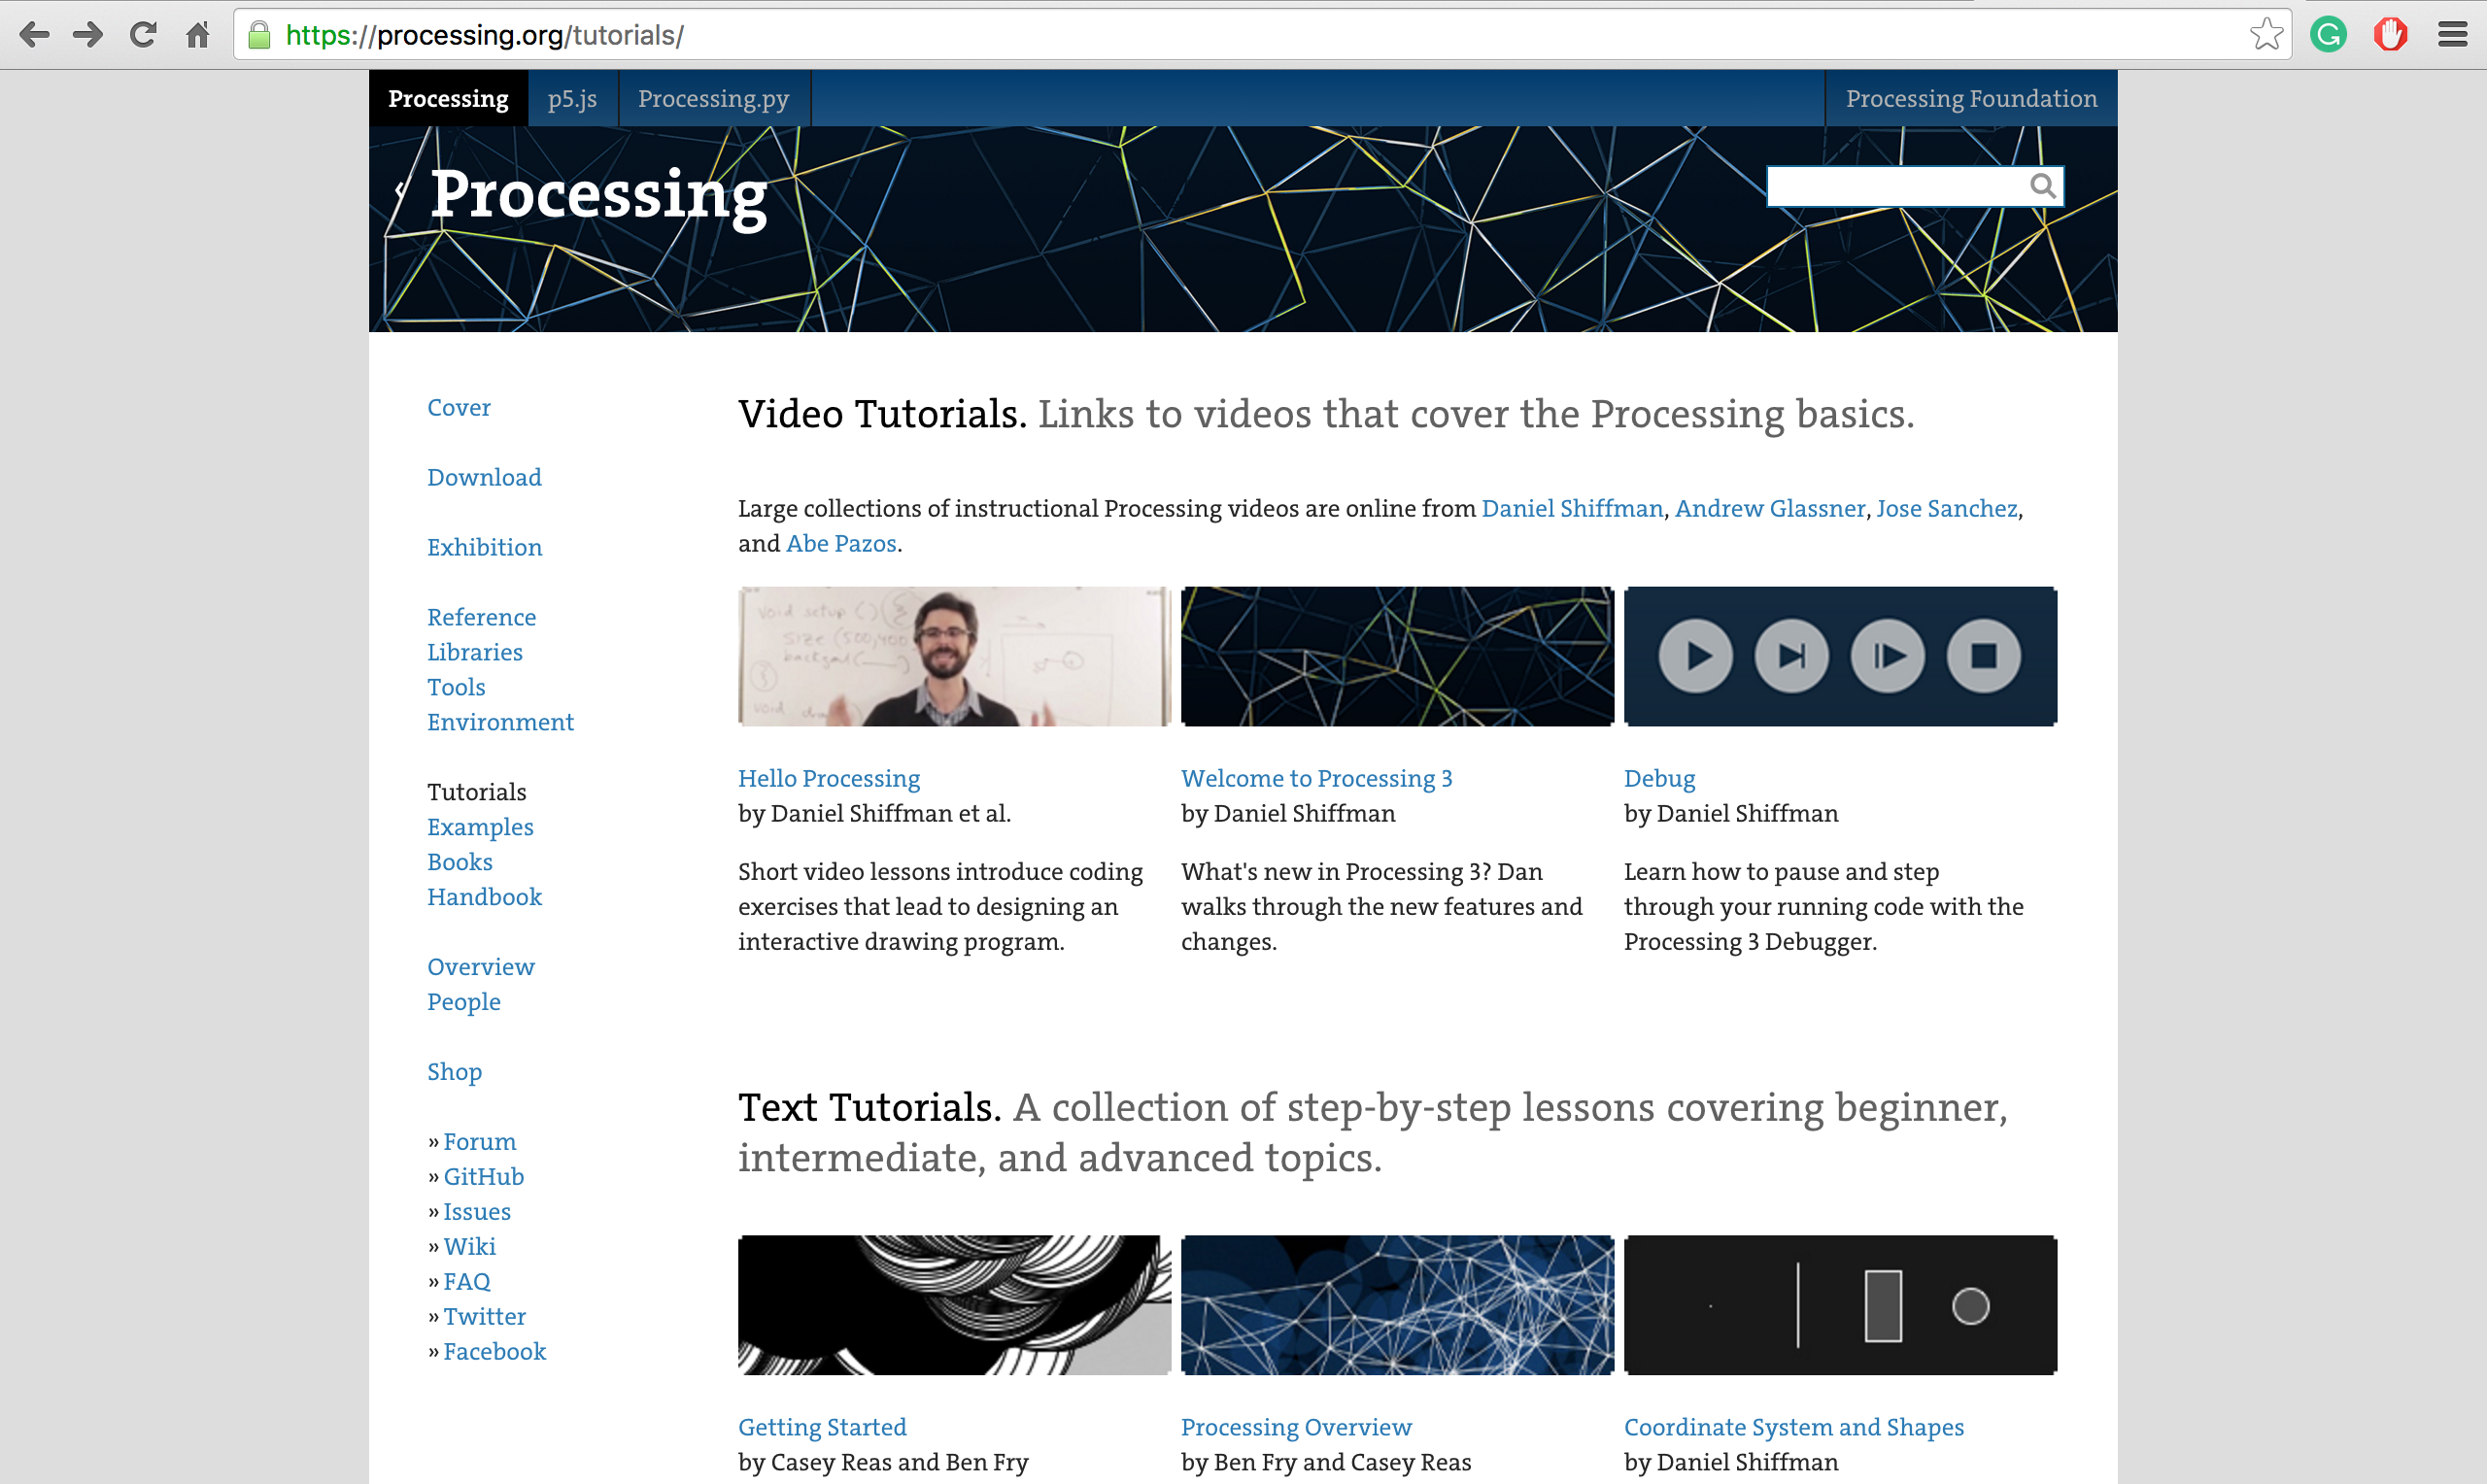 https://processing.org/tutorials/
Processing
p5.js
Processing.py
Processing Foundation
Processing
Cover
Download
Exhibition
Reference
Libraries
Tools
Environment
Tutorials
Examples
Books
Handbook
Overview
People
Shop
» Forum
» GitHub
» Issues
» Wiki
» FAQ
» Twitter
» Facebook
Video Tutorials. Links to videos that cover the Processing basics.
Large collections of instructional Processing videos are online from Daniel Shiffman, Andrew Glassner, Jose Sanchez,
and Abe Pazos.
void setup () {
size (500,400
void
Hello Processing
by Daniel Shiffman et al.
Short video lessons introduce coding
exercises that lead to designing an
interactive drawing program.
Welcome to Processing 3
by Daniel Shiffman
What's new in Processing 3? Dan
walks through the new features and
changes.
Debug
by Daniel Shiffman
Learn how to pause and step
through your running code with the
Processing 3 Debugger.
Text Tutorials. A collection of step-by-step lessons covering beginner,
intermediate, and advanced topics.
Getting Started
by Casey Reas and Ben Fry
Processing Overview
by Ben Fry and Casey Reas
Coordinate System and Shapes
by Daniel Shiffman